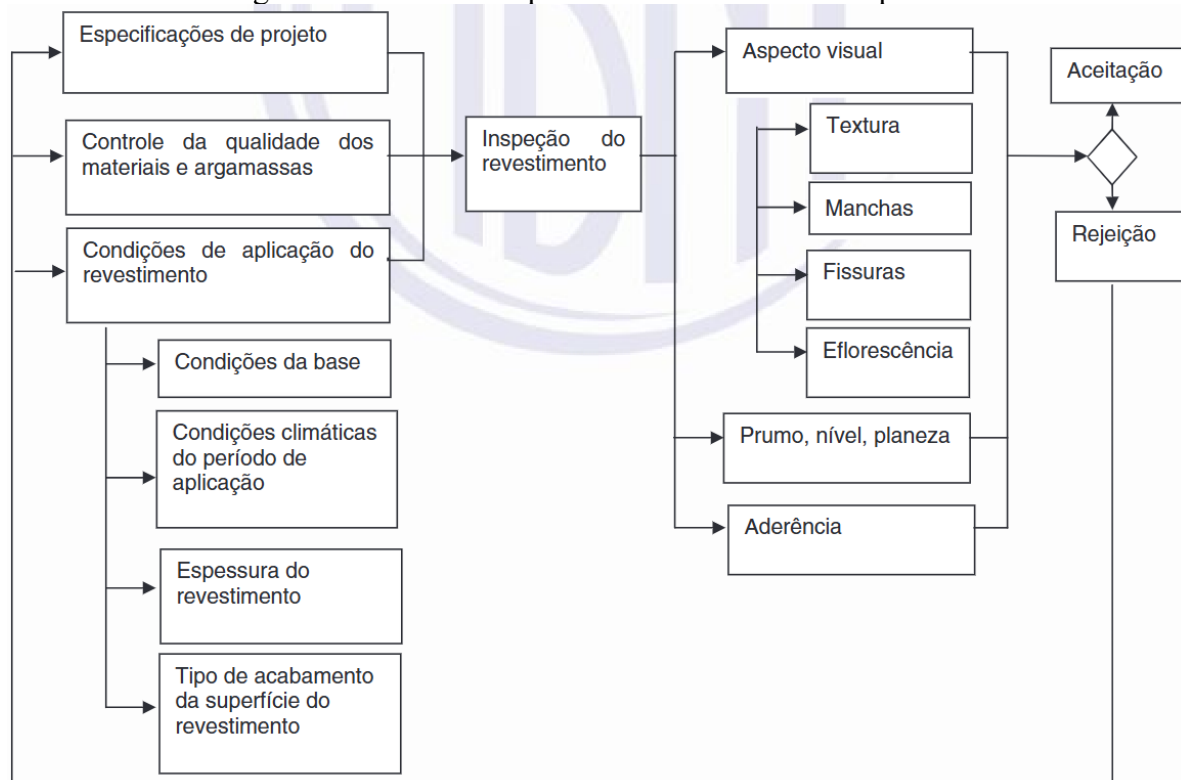 Especificações de projeto
Controle da qualidade dos
materiais e argamassas
Condições de aplicação do
revestimento
Condições da base
Condições climáticas
do período de
aplicação
Espessura do
revestimento
Tipo de acabamento
da superfície do
revestimento
Inspeção do
revestimento
Aspecto visual
Textura
Manchas
Fissuras
Eflorescência
Prumo, nível, planeza
Aderência
Aceitação
Rejeição